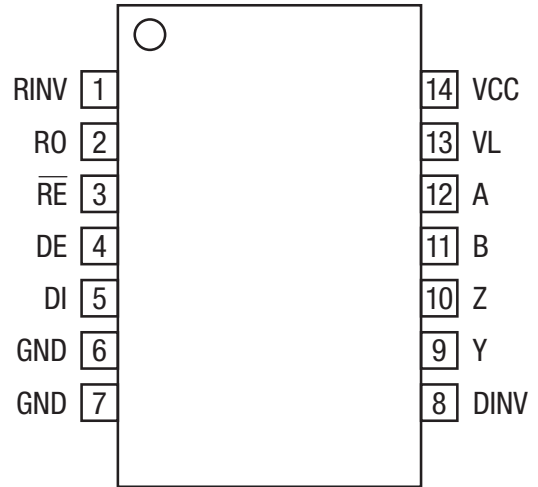 RINV 1 14 VCC
RO 2 13 VL
R̅E̅ 3 12 A
DE 4 11 B
DI 5 10 Z
GND 6 9 Y
GND 7 8 DINV